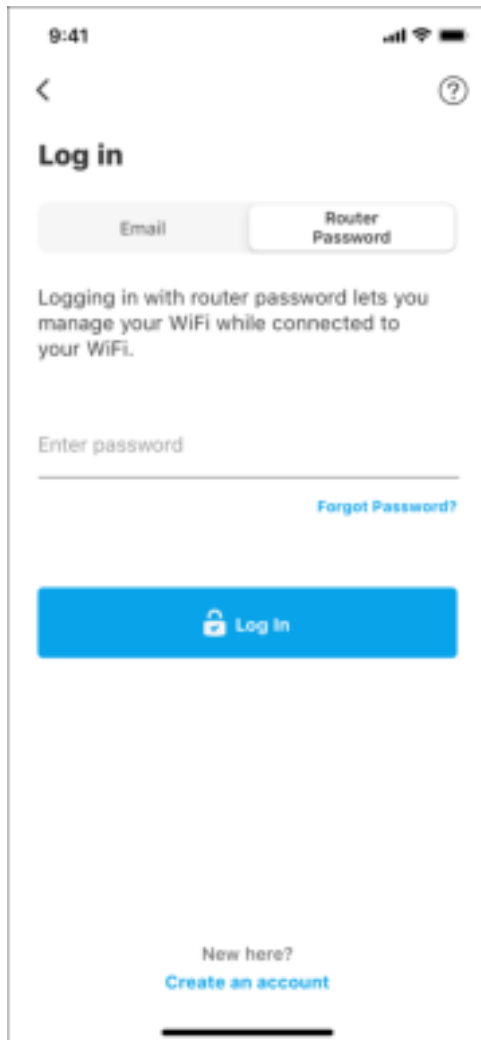 9:41
Log in
Email
Router
Password
Logging in with router password lets you
manage your WiFi while connected to
your WiFi.
Enter password
Forgot Password?
Log In
New here?
Create an account